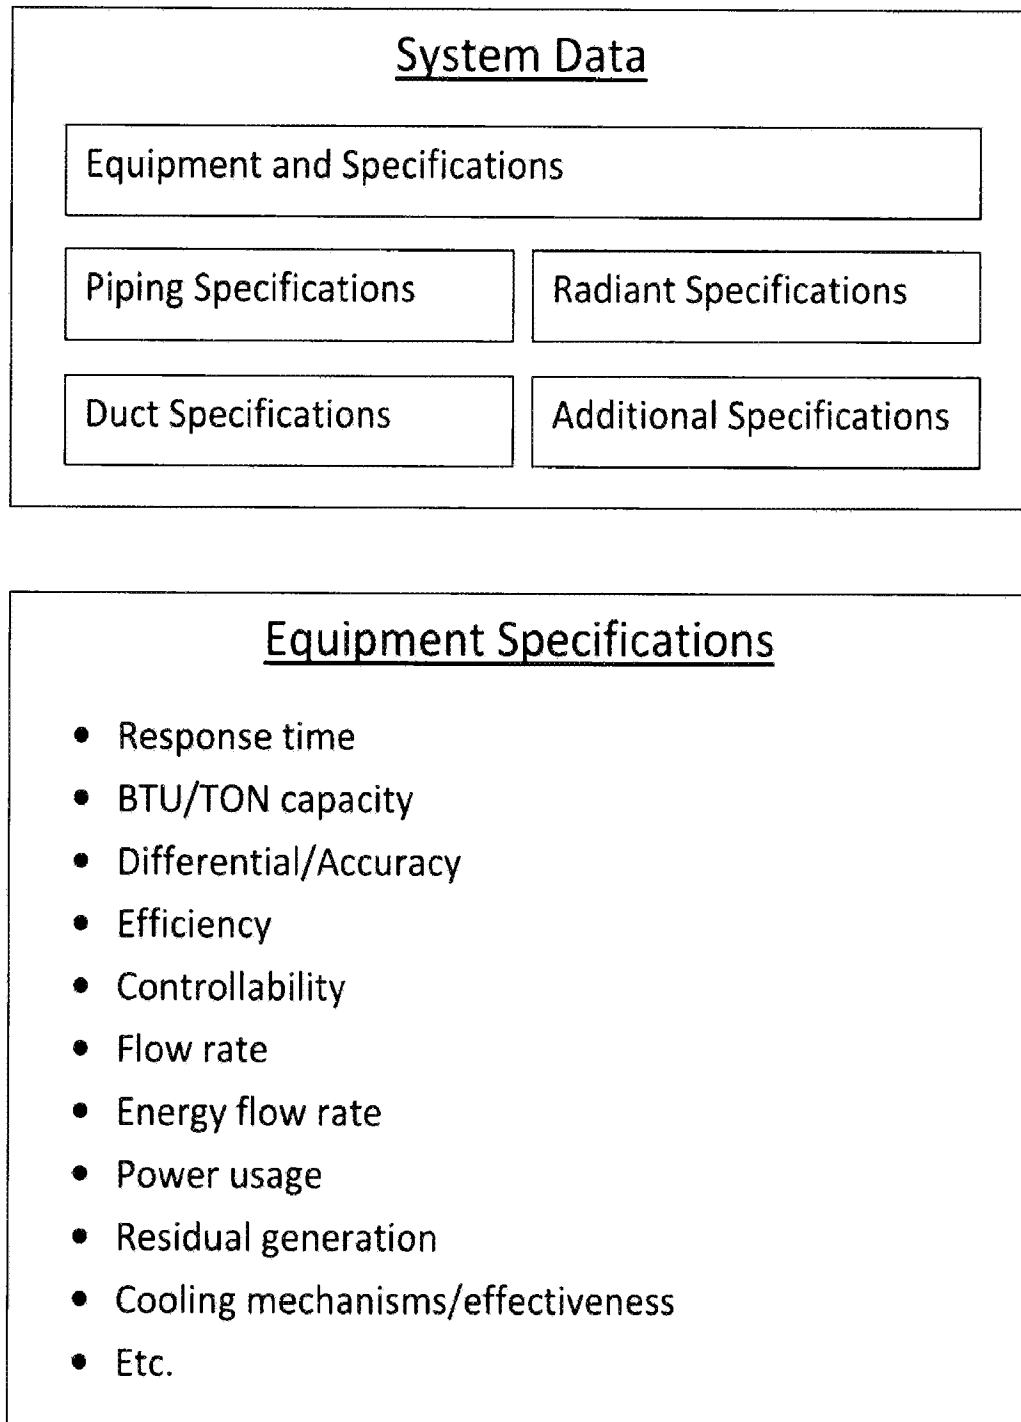 System Data
Equipment and Specifications
Piping Specifications
Radiant Specifications
Duct Specifications
Additional Specifications
Equipment Specifications
• Response time
• BTU/TON capacity
• Differential/Accuracy
• Efficiency
• Controllability
• Flow rate
• Energy flow rate
• Power usage
• Residual generation
• Cooling mechanisms/effectiveness
• Etc.